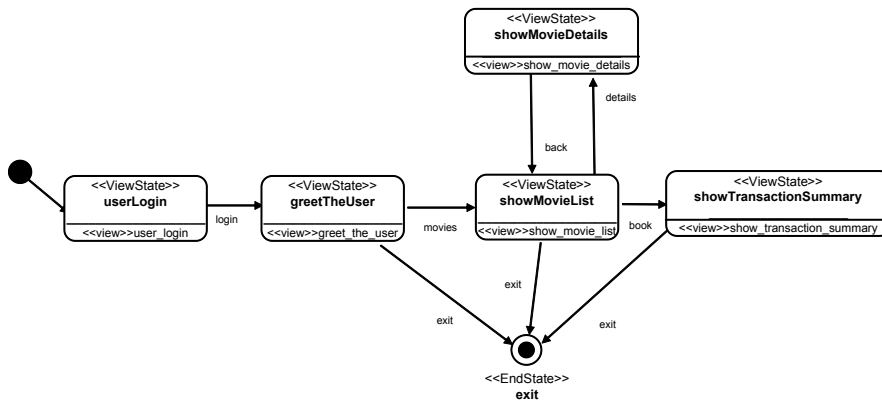 <<ViewState>>
showMovieDetails
<<view>>show_movie_details
details
back
<<ViewState>>
userLogin
<<view>>user_login
login
<<ViewState>>
greetTheUser
<<view>>greet_the_user
movies
<<ViewState>>
showMovieList
<<view>>show_movie_list
book
<<ViewState>>
showTransactionSummary
<<view>>show_transaction_summary
exit
exit
exit
<<EndState>>
exit